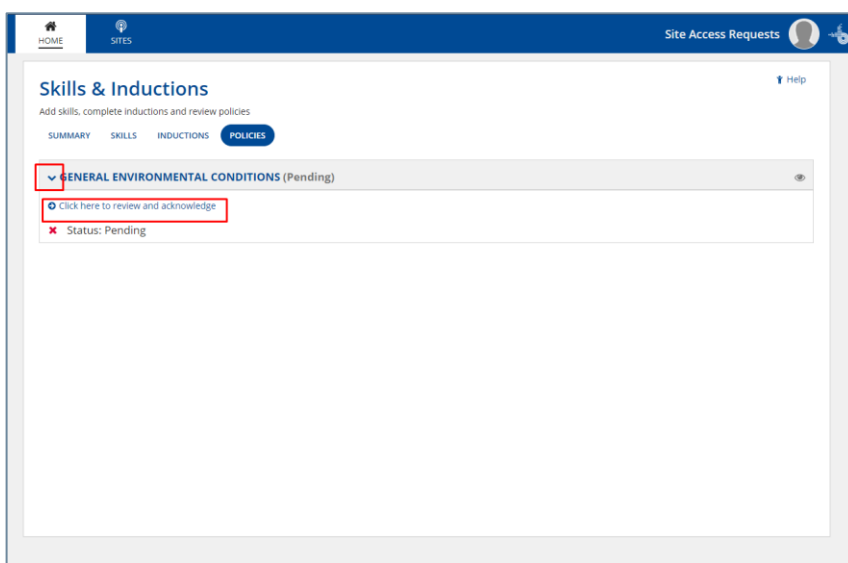 HOME
SITES
Site Access Requests
Help
Skills & Inductions
Add skills, complete inductions and review policies
SUMMARY SKILLS INDUCTIONS POLICIES
GENERAL ENVIRONMENTAL CONDITIONS (Pending)
Click here to review and acknowledge
Status: Pending